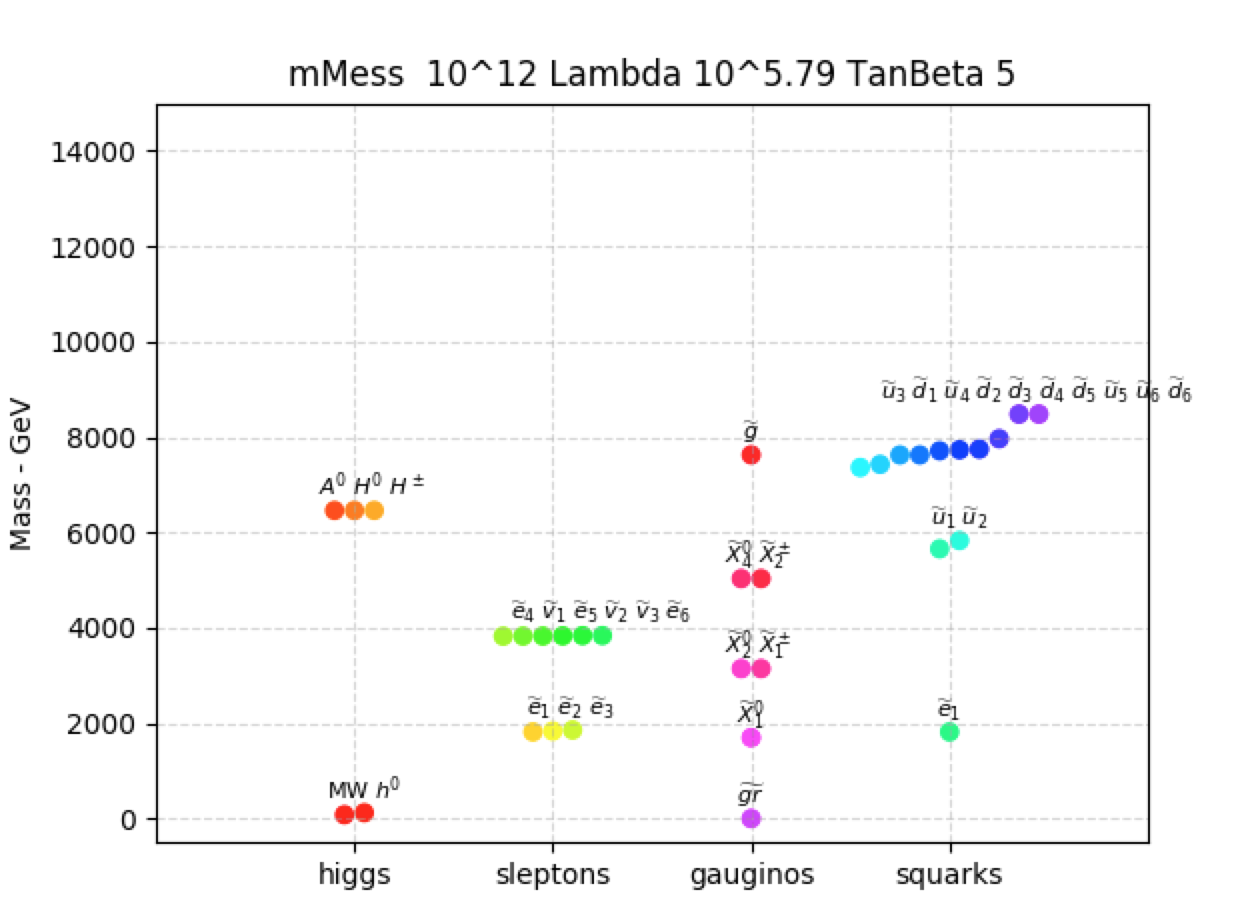 mMess  10^12 Lambda 10^5.79 TanBeta 5
Mass - GeV
14000
12000
10000
8000
6000
4000
2000
0
ũ₃ d̃₁ ũ₄ d̃₂ d̃₃ d̃₄ d̃₅ ũ₅ ũ₆ d̃₆
g̃
A⁰ H⁰ H±
ũ₁ ũ₂
χ̃⁰₄ χ̃±₂
ẽ₄ ṽ₁ ẽ₅ ṽ₂ ṽ₃ ẽ₆
χ̃⁰₂ χ̃±₁
ẽ₁ ẽ₂ ẽ₃
χ̃⁰₁
ẽ₁
MW h⁰
g̃r̃
higgs
sleptons
gauginos
squarks